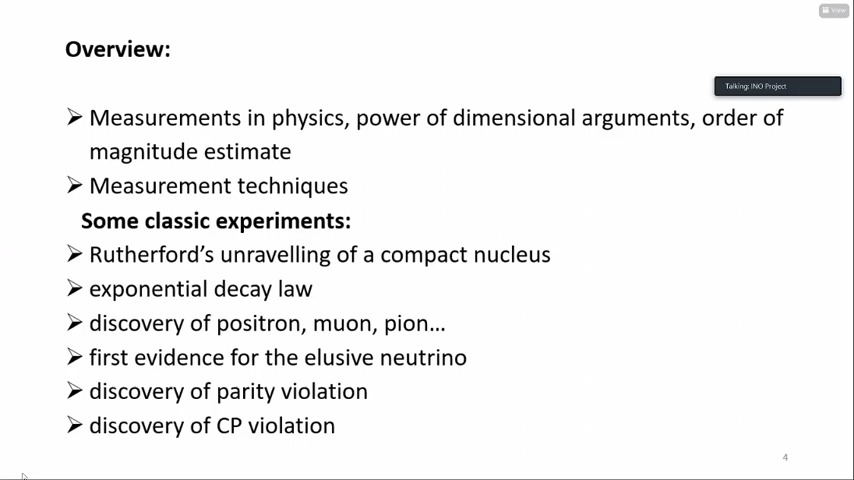 View
Overview:
Talking: INO Project
➢ Measurements in physics, power of dimensional arguments, order of
magnitude estimate
➢ Measurement techniques
Some classic experiments:
➢ Rutherford’s unravelling of a compact nucleus
➢ exponential decay law
➢ discovery of positron, muon, pion…
➢ first evidence for the elusive neutrino
➢ discovery of parity violation
➢ discovery of CP violation
4